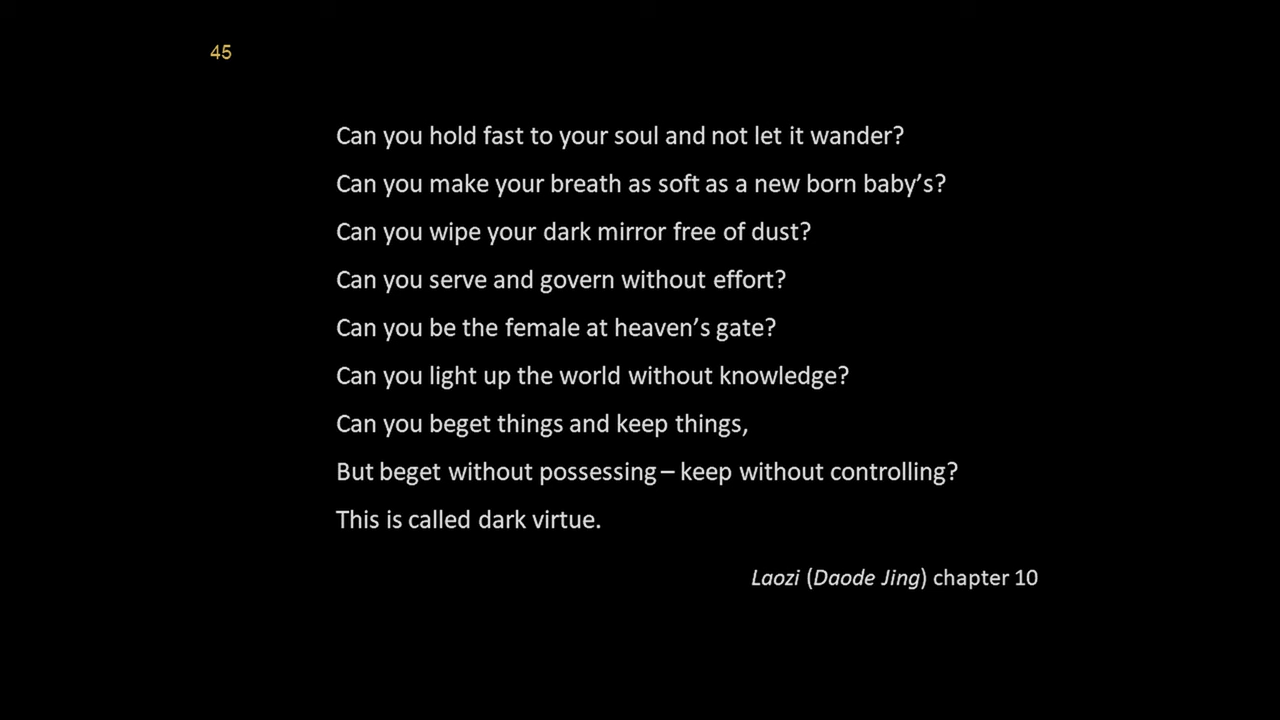 45
Can you hold fast to your soul and not let it wander?
Can you make your breath as soft as a new born baby’s?
Can you wipe your dark mirror free of dust?
Can you serve and govern without effort?
Can you be the female at heaven’s gate?
Can you light up the world without knowledge?
Can you beget things and keep things,
But beget without possessing – keep without controlling?
This is called dark virtue.
Laozi (Daode Jing) chapter 10